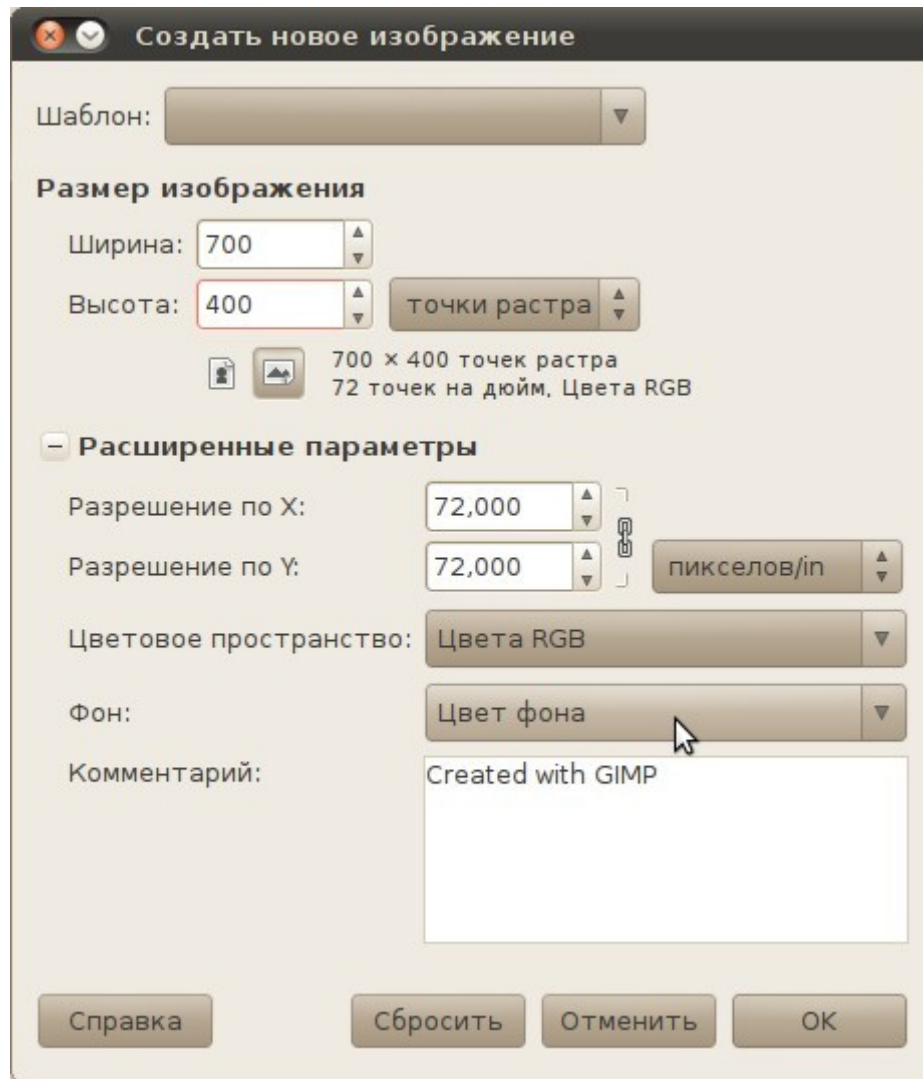 Создать новое изображение
Шаблон:
Размер изображения
Ширина: 700
Высота: 400 точки растра
700 × 400 точек растра
72 точек на дюйм, Цвета RGB
Расширенные параметры
Разрешение по X: 72,000
Разрешение по Y: 72,000 пикселов/in
Цветовое пространство: Цвета RGB
Фон: Цвет фона
Комментарий: Created with GIMP
Справка Сбросить Отменить OK